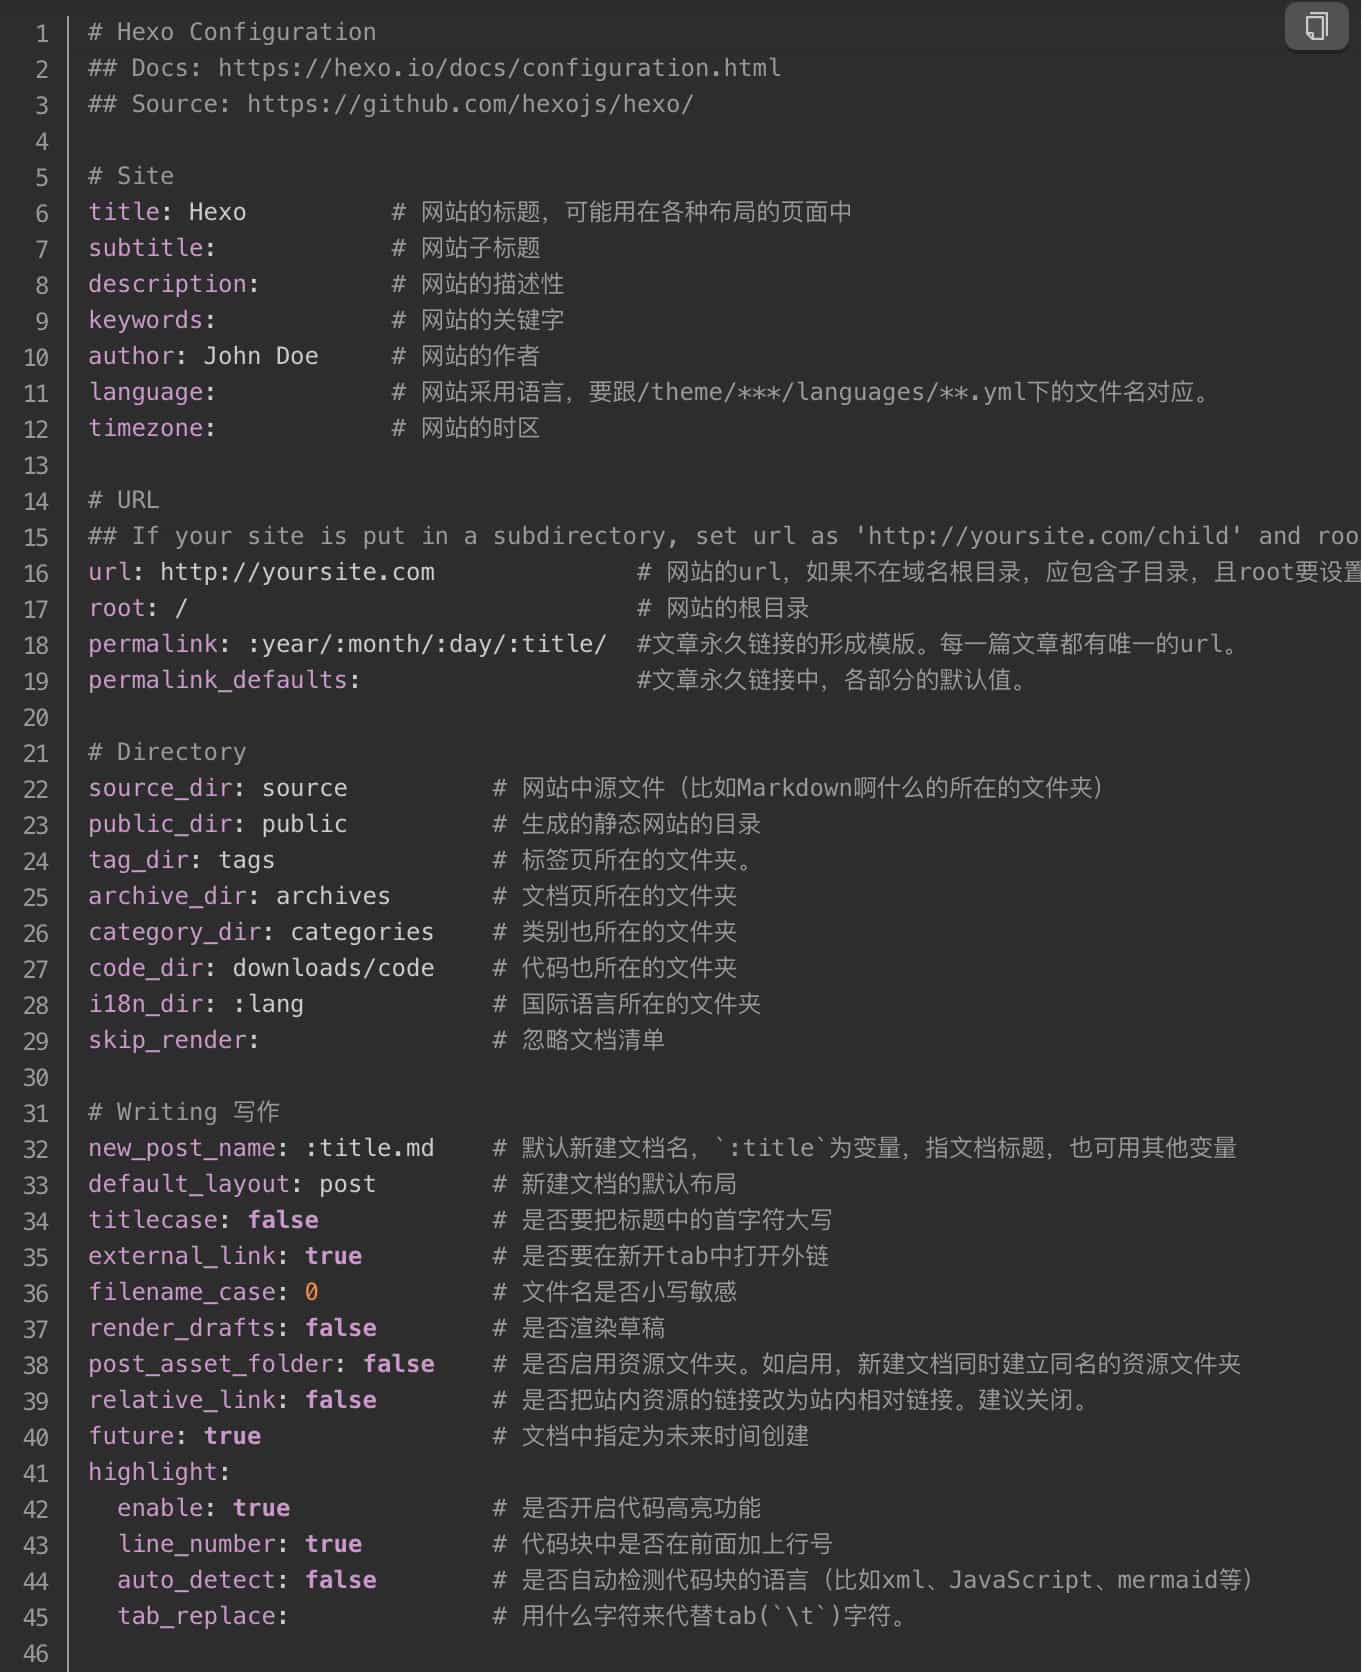 1 # Hexo Configuration
2 ## Docs: https://hexo.io/docs/configuration.html
3 ## Source: https://github.com/hexojs/hexo/
4
5 # Site
6 title: Hexo # 网站的标题，可能用在各种布局的页面中
7 subtitle: # 网站子标题
8 description: # 网站的描述性
9 keywords: # 网站的关键字
10 author: John Doe # 网站的作者
11 language: # 网站采用语言，要跟/theme/***/languages/**.yml下的文件名对应。
12 timezone: # 网站的时区
13
14 # URL
15 ## If your site is put in a subdirectory, set url as 'http://yoursite.com/child' and roo
16 url: http://yoursite.com # 网站的url，如果不在域名根目录，应包含子目录，且root要设置
17 root: / # 网站的根目录
18 permalink: :year/:month/:day/:title/ #文章永久链接的形成模版。每一篇文章都有唯一的url。
19 permalink_defaults: #文章永久链接中，各部分的默认值。
20
21 # Directory
22 source_dir: source # 网站中源文件（比如Markdown啊什么的所在的文件夹）
23 public_dir: public # 生成的静态网站的目录
24 tag_dir: tags # 标签页所在的文件夹。
25 archive_dir: archives # 文档页所在的文件夹
26 category_dir: categories # 类别也所在的文件夹
27 code_dir: downloads/code # 代码也所在的文件夹
28 i18n_dir: :lang # 国际语言所在的文件夹
29 skip_render: # 忽略文档清单
30
31 # Writing 写作
32 new_post_name: :title.md # 默认新建文档名，`:title`为变量，指文档标题，也可用其他变量
33 default_layout: post # 新建文档的默认布局
34 titlecase: false # 是否要把标题中的首字符大写
35 external_link: true # 是否要在新开tab中打开外链
36 filename_case: 0 # 文件名是否小写敏感
37 render_drafts: false # 是否渲染草稿
38 post_asset_folder: false # 是否启用资源文件夹。如启用，新建文档同时建立同名的资源文件夹
39 relative_link: false # 是否把站内资源的链接改为站内相对链接。建议关闭。
40 future: true # 文档中指定为未来时间创建
41 highlight:
42 enable: true # 是否开启代码高亮功能
43 line_number: true # 代码块中是否在前面加上行号
44 auto_detect: false # 是否自动检测代码块的语言（比如xml、JavaScript、mermaid等）
45 tab_replace: # 用什么字符来代替tab(`\t`)字符。
46